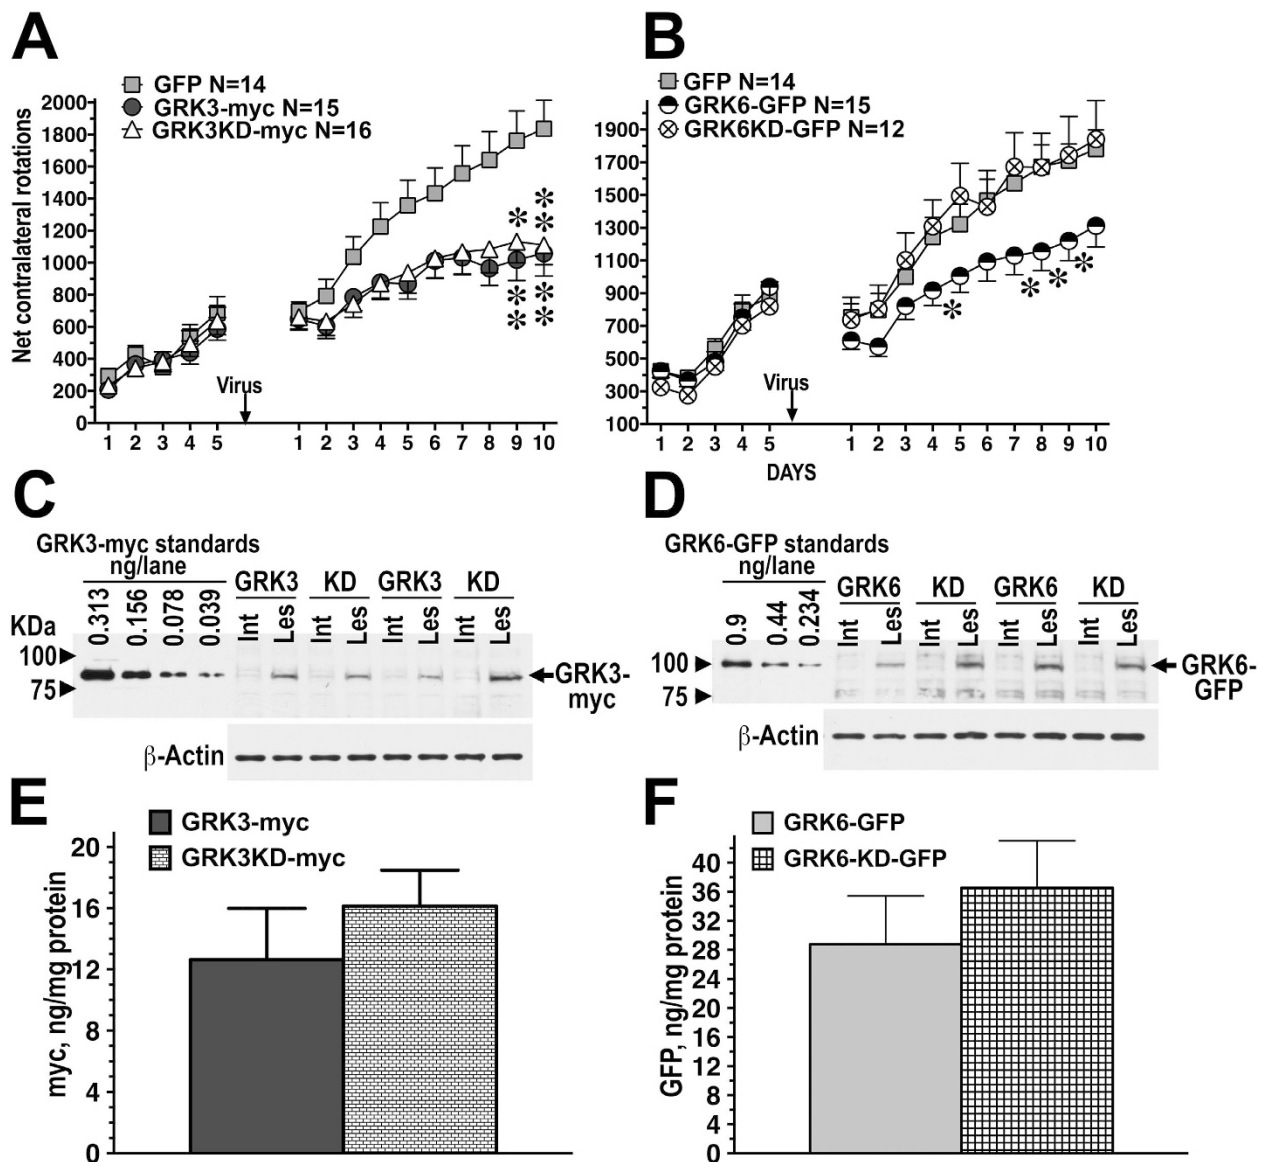 A
GFP N=14
GRK3-myc N=15
GRK3KD-myc N=16
Net contralateral rotations
2000
1800
1600
1400
1200
1000
800
600
400
200
0
Virus
1 2 3 4 5 1 2 3 4 5 6 7 8 9 10
B
GFP N=14
GRK6-GFP N=15
GRK6KD-GFP N=12
1900
1700
1500
1300
1100
900
700
500
300
100
Virus
1 2 3 4 5 1 2 3 4 5 6 7 8 9 10
DAYS
C
GRK3-myc standards
ng/lane
0.313 0.156 0.078 0.039
GRK3 KD GRK3 KD
Int Les Int Les Int Les Int Les
KDa
100
75
GRK3-
myc
β-Actin
D
GRK6-GFP standards
ng/lane
0.9 0.44 0.234
GRK6 KD GRK6 KD
Int Les Int Les Int Les Int Les
100
75
GRK6-
GFP
β-Actin
E
GRK3-myc
GRK3KD-myc
myc, ng/mg protein
20
16
12
8
4
0
F
GRK6-GFP
GRK6-KD-GFP
GFP, ng/mg protein
40
36
32
28
24
20
16
12
8
4
0